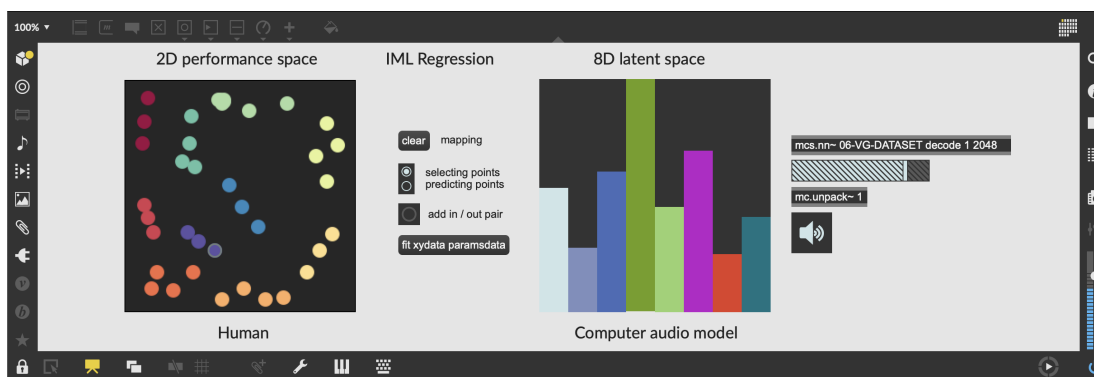 100% ▼
2D performance space
IML Regression
8D latent space
clear
mapping
selecting points
predicting points
add in / out pair
fit xydata paramsdata
mcs.nn~ 06-VG-DATASET decode 1 2048
mc.unpack~ 1
Human
Computer audio model